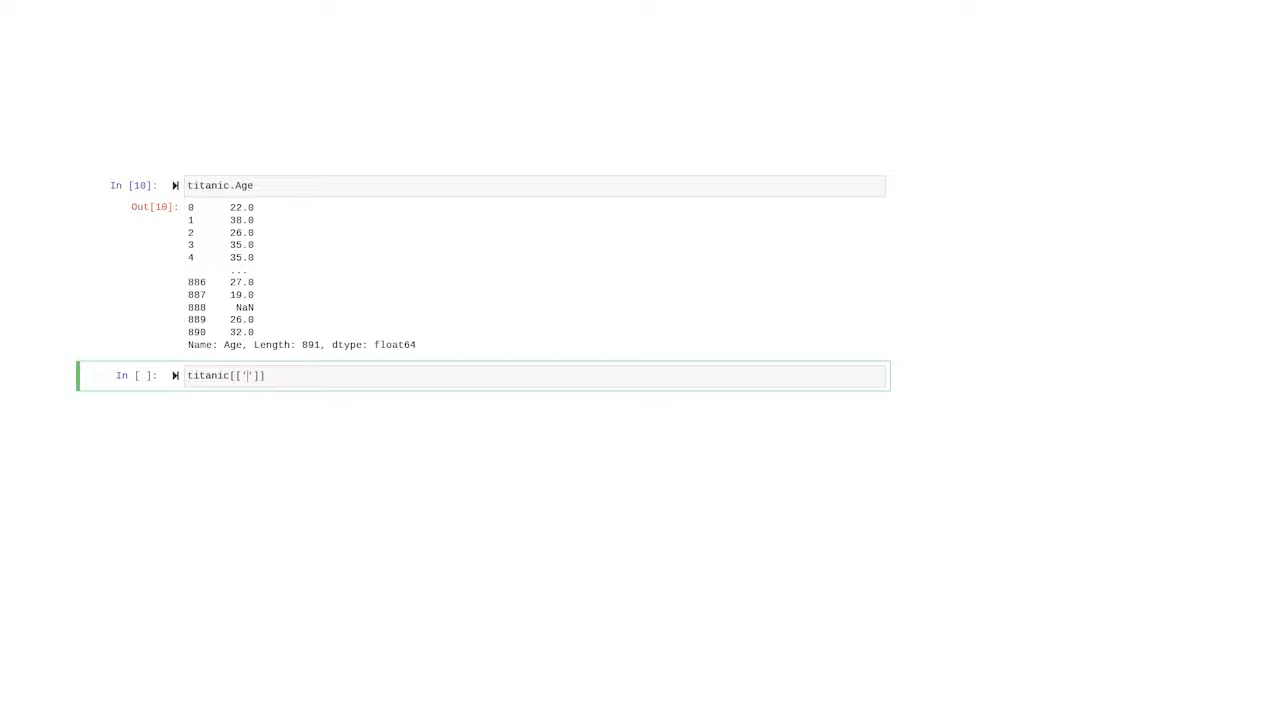 In [10]: titanic.Age
Out[10]: 0      22.0
1      38.0
2      26.0
3      35.0
4      35.0
...
886    27.0
887    19.0
888     NaN
889    26.0
890    32.0
Name: Age, Length: 891, dtype: float64
In [ ]: titanic[['']]